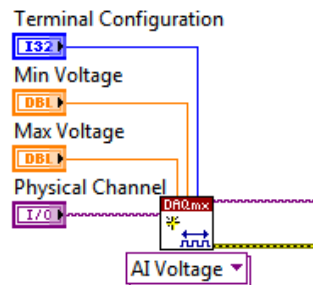 Terminal Configuration
I32
Min Voltage
DBL
Max Voltage
DBL
Physical Channel
I/O
DAQmx
AI Voltage